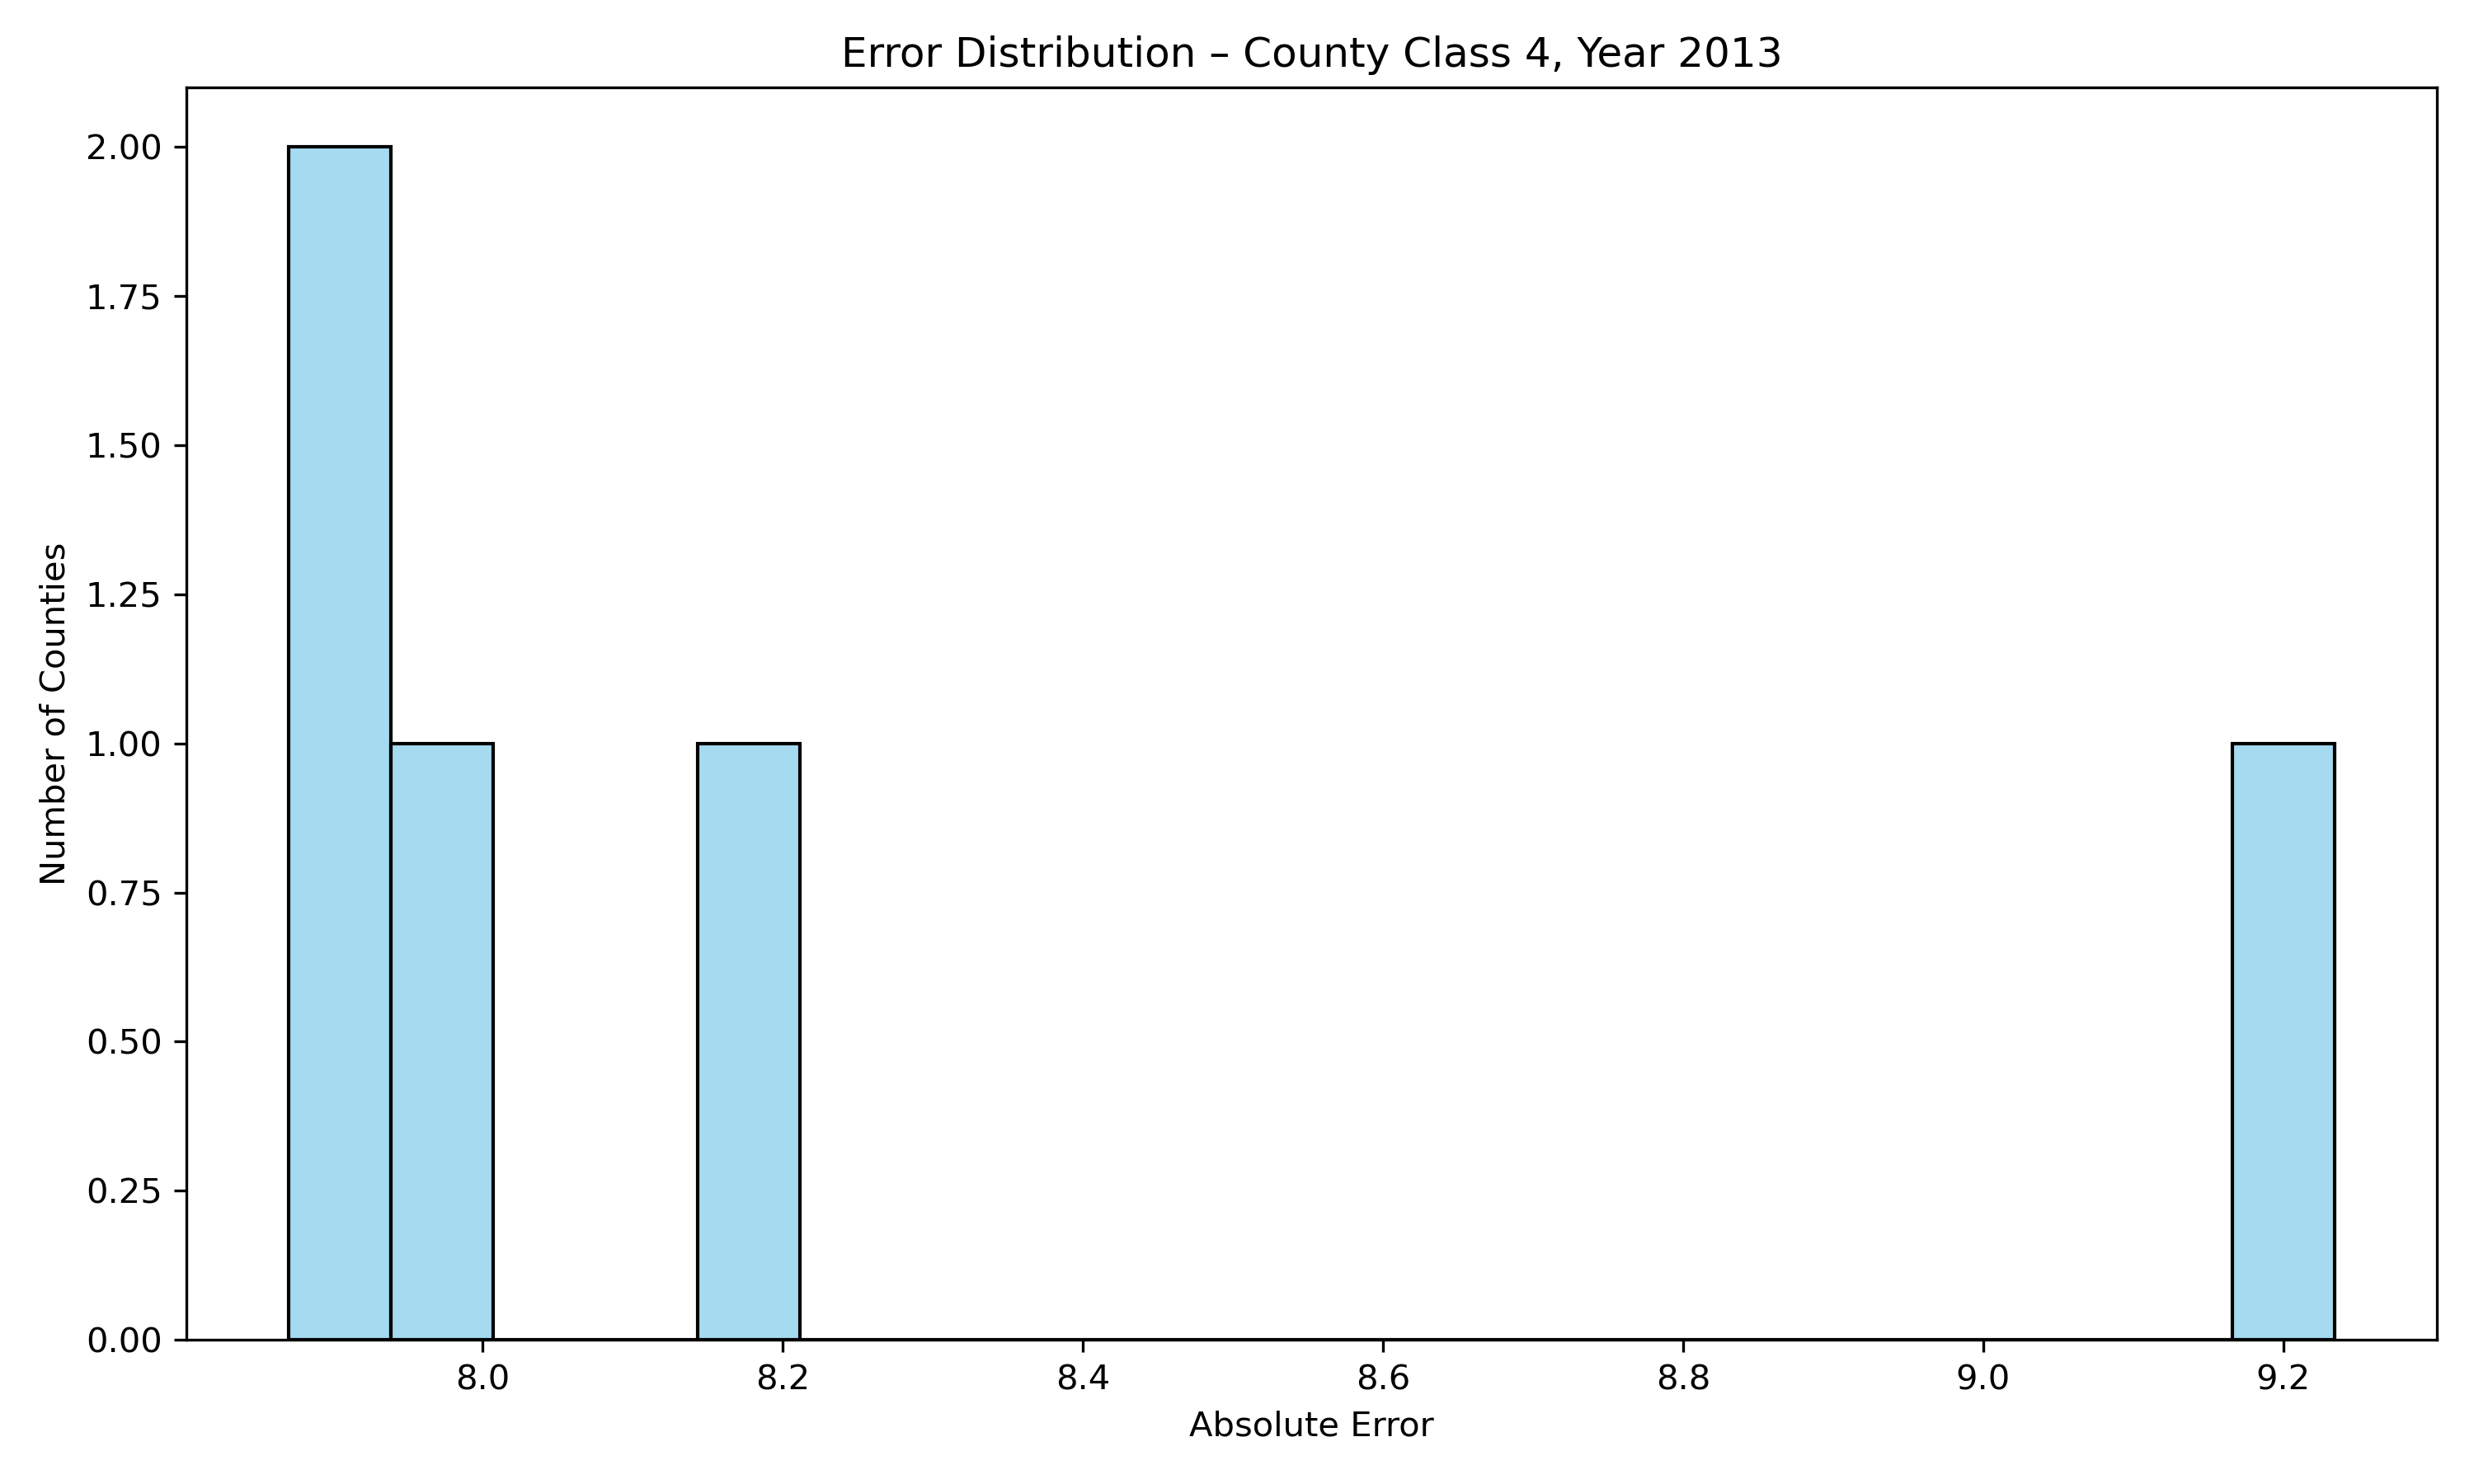 Error Distribution – County Class 4, Year 2013
Number of Counties
2.00
1.75
1.50
1.25
1.00
0.75
0.50
0.25
0.00
8.0 8.2 8.4 8.6 8.8 9.0 9.2
Absolute Error